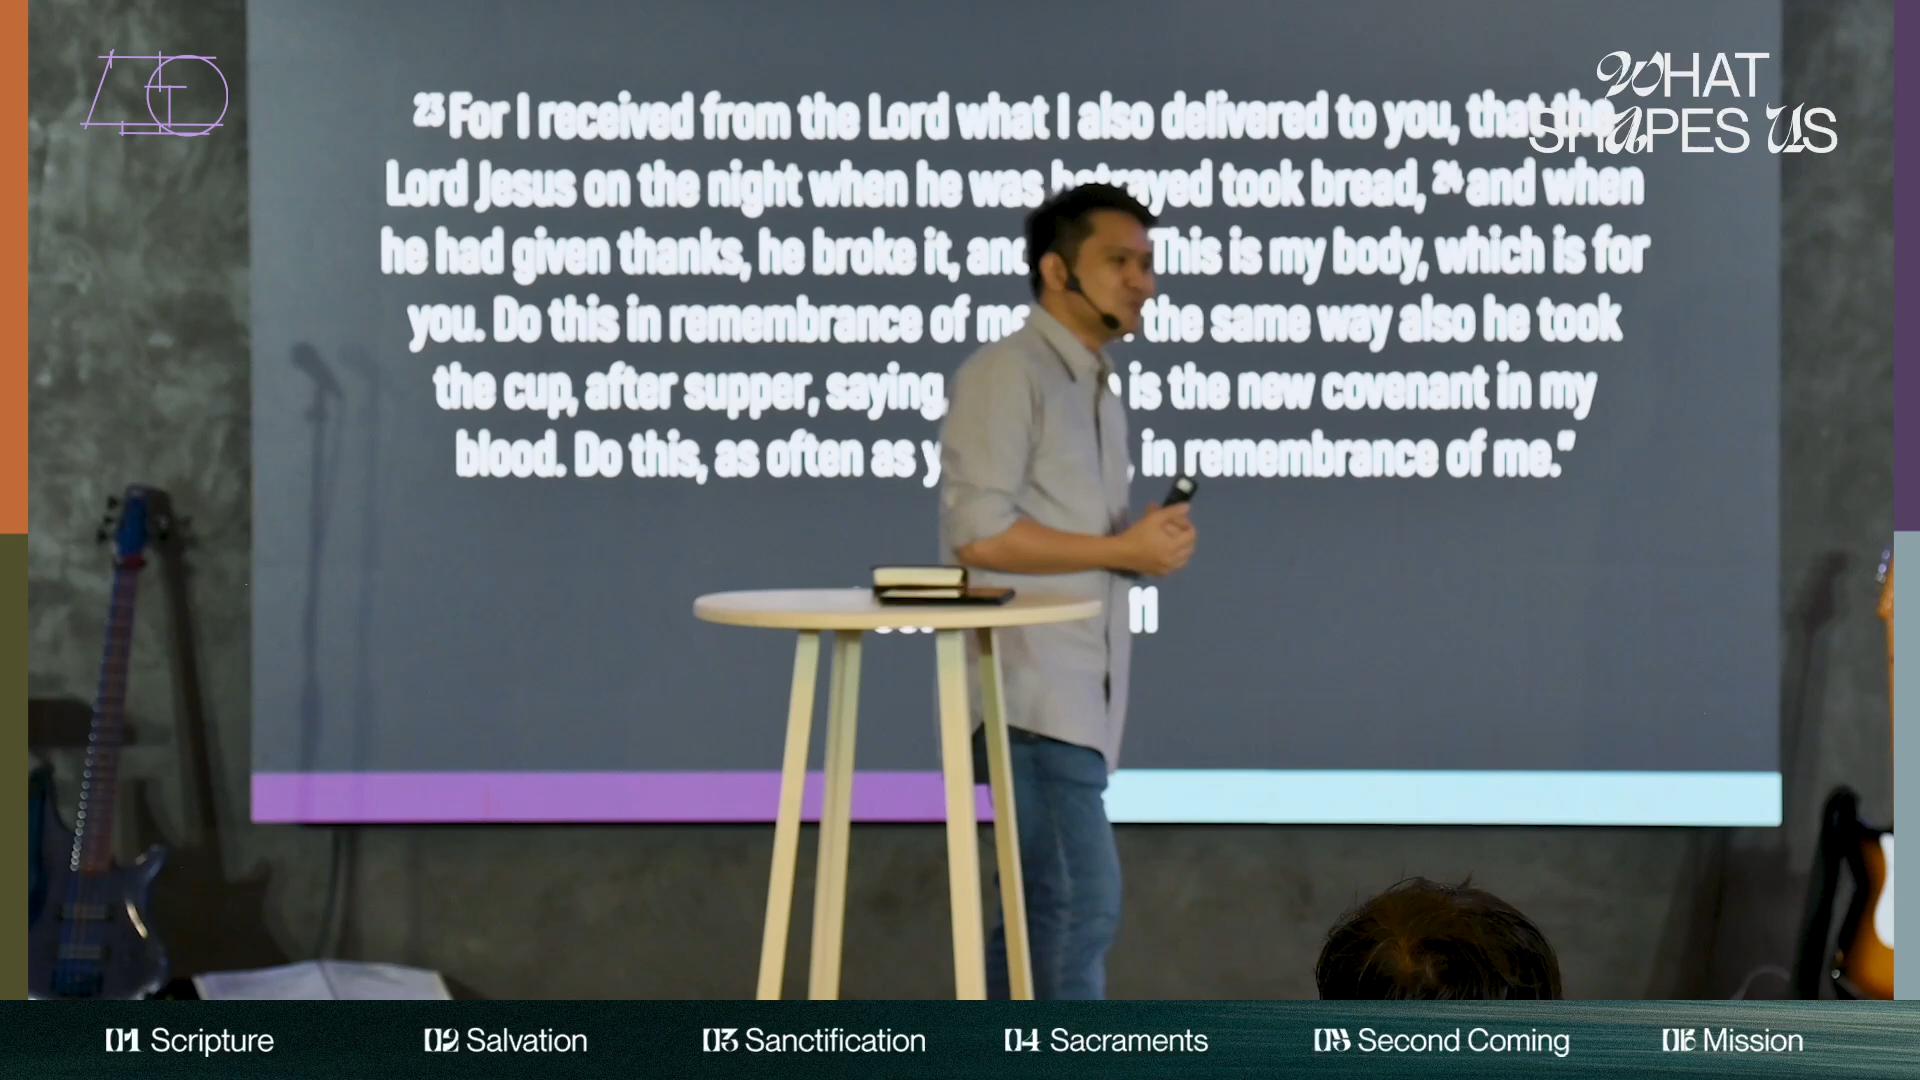 WHAT
SHAPES US
23 For I received from the Lord what I also delivered to you, that the
Lord Jesus on the night when he was betrayed took bread, 24 and when
he had given thanks, he broke it, and This is my body, which is for
you. Do this in remembrance of me the same way also he took
the cup, after supper, saying, is the new covenant in my
blood. Do this, as often as in remembrance of me."
11
01 Scripture
02 Salvation
03 Sanctification
04 Sacraments
05 Second Coming
06 Mission